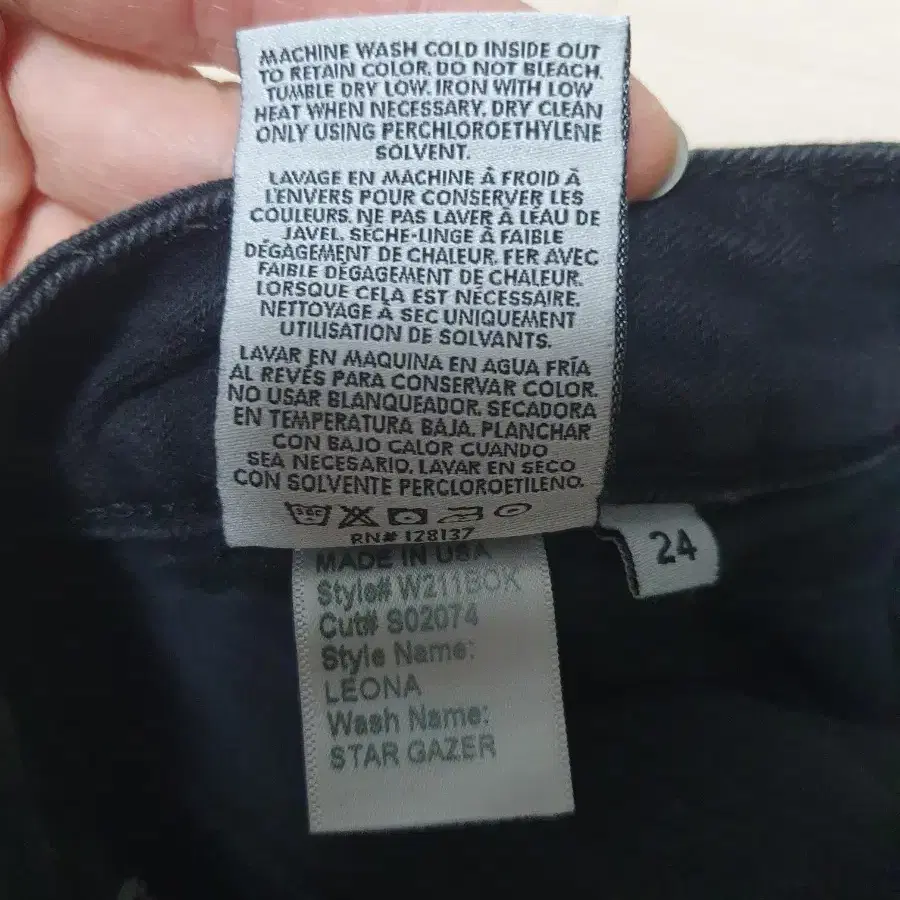 MACHINE WASH COLD INSIDE OUT
TO RETAIN COLOR. DO NOT BLEACH.
TUMBLE DRY LOW. IRON WITH LOW
HEAT WHEN NECESSARY. DRY CLEAN
ONLY USING PERCHLOROETHYLENE
SOLVENT.
LAVAGE EN MACHINE À FROID À
L'ENVERS POUR CONSERVER LES
COULEURS. NE PAS LAVER À L'EAU DE
JAVEL. SÈCHE-LINGE À FAIBLE
DÉGAGEMENT DE CHALEUR. FER AVEC
FAIBLE DÉGAGEMENT DE CHALEUR.
LORSQUE CELA EST NÉCESSAIRE.
NETTOYAGE A SEC UNIQUEMENT
UTILISATION DE SOLVANTS.
LAVAR EN MAQUINA EN AGUA FRÍA
AL REVÉS PARA CONSERVAR COLOR.
NO USAR BLANQUEADOR. SECADORA
EN TEMPERATURA BAJA. PLANCHAR
CON BAJO CALOR CUANDO
SEA NECESARIO. LAVAR EN SECO
CON SOLVENTE PERCLOROETILENO.
RN# 128137
MADE IN USA
Style# W211BOX
Cut# S02074
Style Name:
LEONA
Wash Name:
STAR GAZER
24